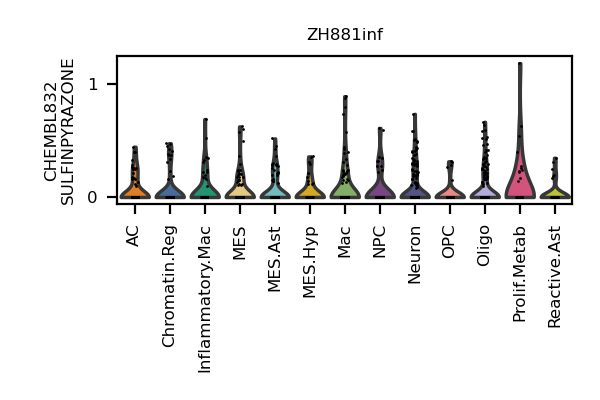 ZH881inf
CHEMBL832
SULFINPYRAZONE
1
0
AC
Chromatin.Reg
Inflammatory.Mac
MES
MES.Ast
MES.Hyp
Mac
NPC
Neuron
OPC
Oligo
Prolif.Metab
Reactive.Ast